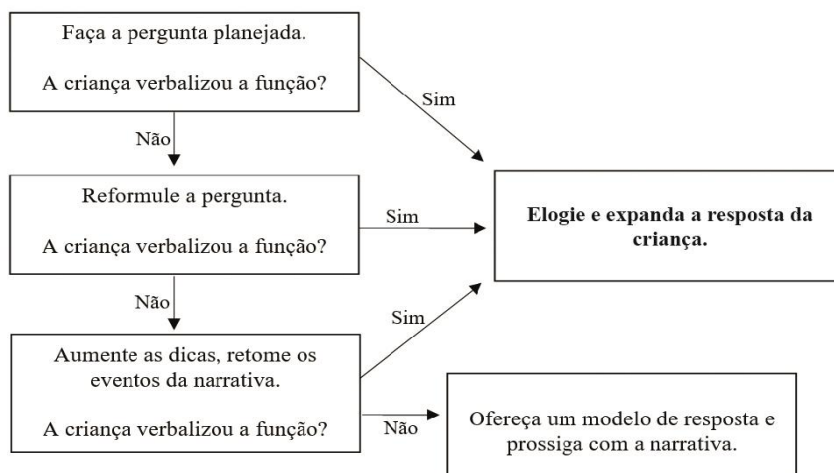 Faça a pergunta planejada.
A criança verbalizou a função?
Sim
Não
Reformule a pergunta.
A criança verbalizou a função?
Sim
Elogie e expanda a resposta da
criança.
Não
Sim
Aumente as dicas, retome os
eventos da narrativa.
A criança verbalizou a função?
Não
Ofereça um modelo de resposta e
prossiga com a narrativa.